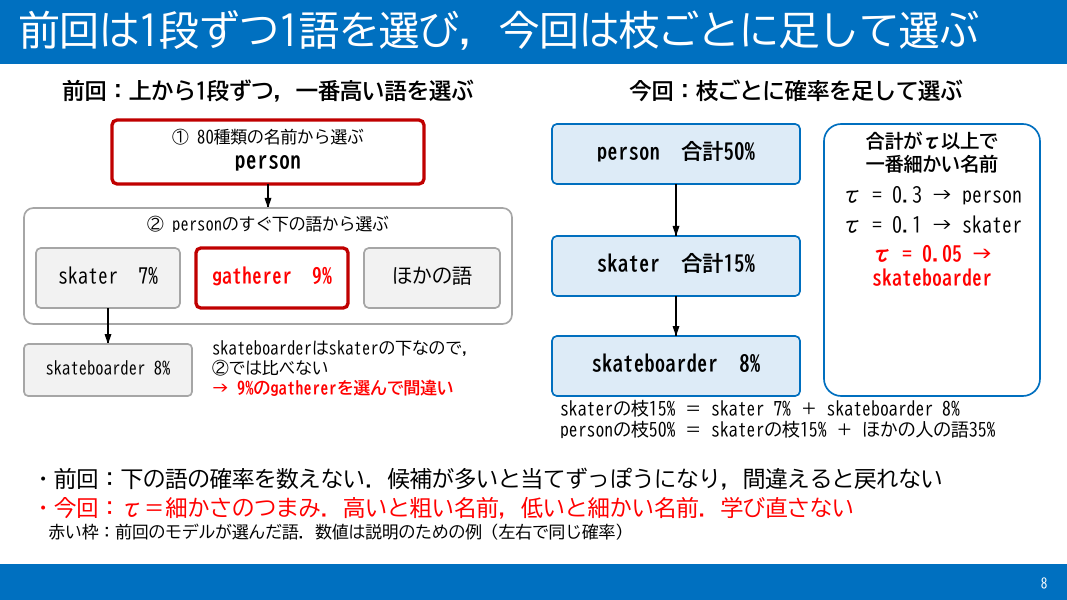 前回は1段ずつ1語を選び，今回は枝ごとに足して選ぶ
前回：上から1段ずつ，一番高い語を選ぶ
① 80種類の名前から選ぶ
person
② personのすぐ下の語から選ぶ
skater 7%
gatherer 9%
ほかの語
skateboarder 8%
skateboarderはskaterの下なので，
②では比べない
→ 9%のgathererを選んで間違い
今回：枝ごとに確率を足して選ぶ
person 合計50%
skater 合計15%
skateboarder 8%
合計がτ以上で
一番細かい名前
τ = 0.3 → person
τ = 0.1 → skater
τ = 0.05 →
skateboarder
skaterの枝15% = skater 7% + skateboarder 8%
personの枝50% = skaterの枝15% + ほかの人の語35%
・前回：下の語の確率を数えない．候補が多いと当てずっぽうになり，間違えると戻れない
・今回：τ＝細かさのつまみ．高いと粗い名前，低いと細かい名前．学び直さない
赤い枠：前回のモデルが選んだ語．数値は説明のための例（左右で同じ確率）
8